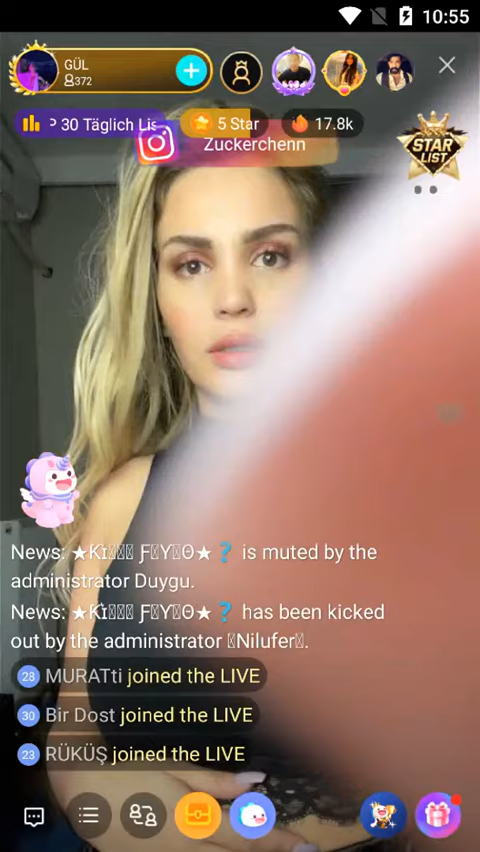 10:55
GÜL
372
P 30 Täglich Lis
5 Star
17.8k
Zuckerchenn
STAR
LIST
News: is muted by the
administrator Duygu.
News: has been kicked
out by the administrator Nilufer.
28 MURATti joined the LIVE
30 Bir Dost joined the LIVE
23 RÜKÜŞ joined the LIVE